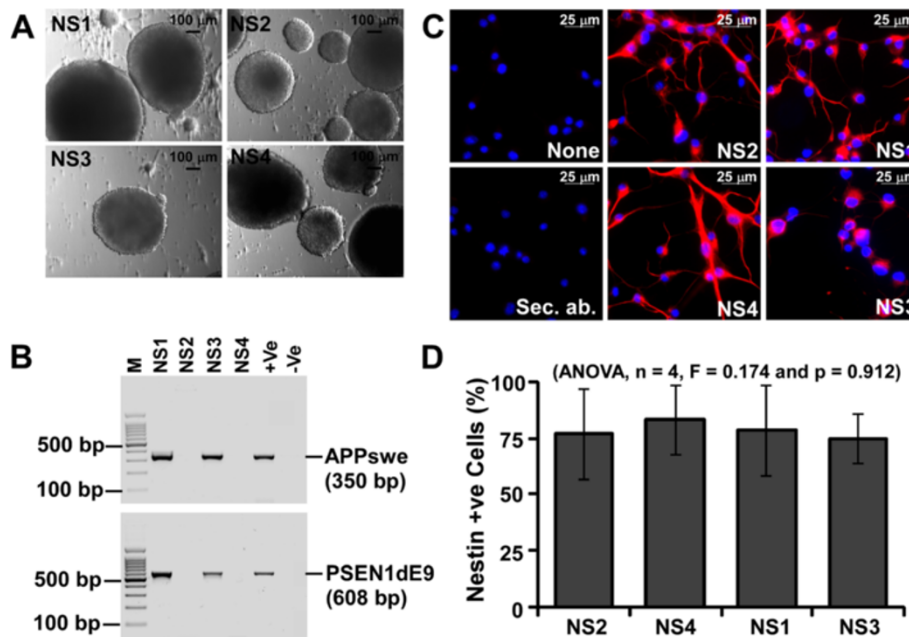 A
NS1
100 µm
NS2
100 µm
NS3
100 µm
NS4
100 µm
C
25 µm
None
25 µm
NS2
25 µm
NS1
25 µm
Sec. ab.
25 µm
NS4
25 µm
NS3
B
M NS1 NS2 NS3 NS4 +Ve -Ve
500 bp
100 bp
APPswe
(350 bp)
500 bp
100 bp
PSEN1dE9
(608 bp)
D
(ANOVA, n = 4, F = 0.174 and p = 0.912)
Nestin +ve Cells (%)
100
75
50
25
0
NS2 NS4 NS1 NS3